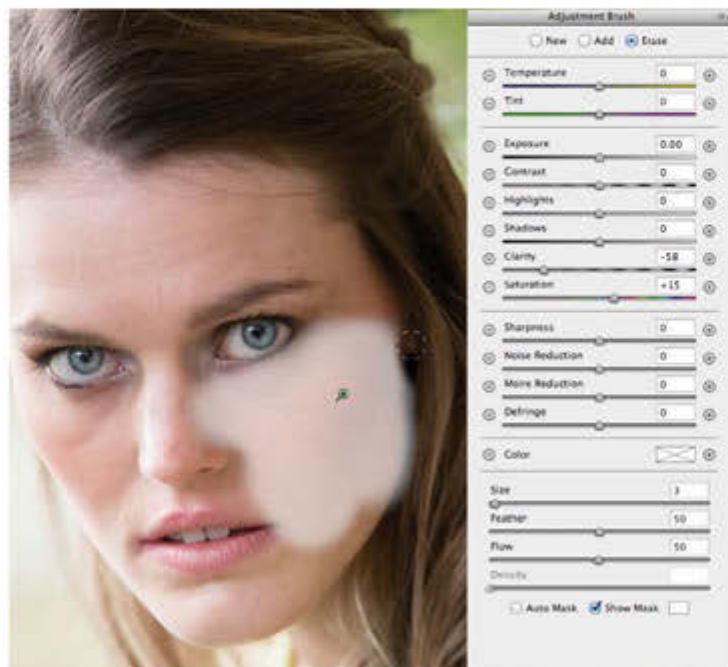 Adjustment Brush
New Add Erase
Temperature 0
Tint 0
Exposure 0.00
Contrast 0
Highlights 0
Shadows 0
Clarity -58
Saturation +15
Sharpness 0
Noise Reduction 0
Moire Reduction 0
Defringe 0
Color
Size 3
Feather 50
Flow 50
Density
Auto Mask Show Mask